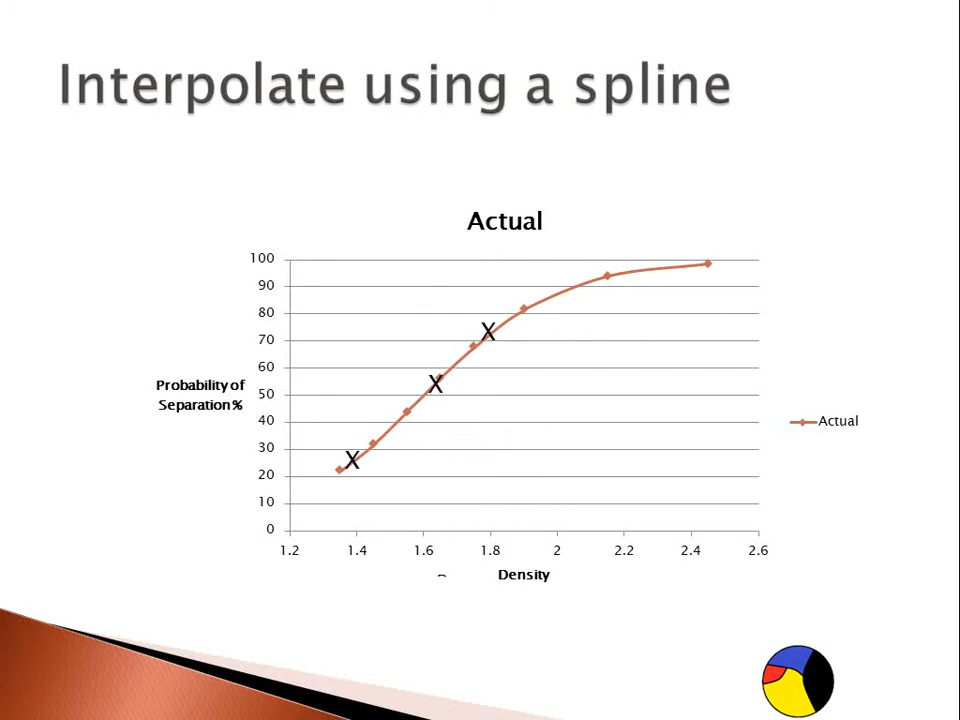 Interpolate using a spline
Actual
100
90
80
70
60
50
40
30
20
10
0
Probability of
Separation %
X
X
X
Actual
1.2 1.4 1.6 1.8 2 2.2 2.4 2.6
Density